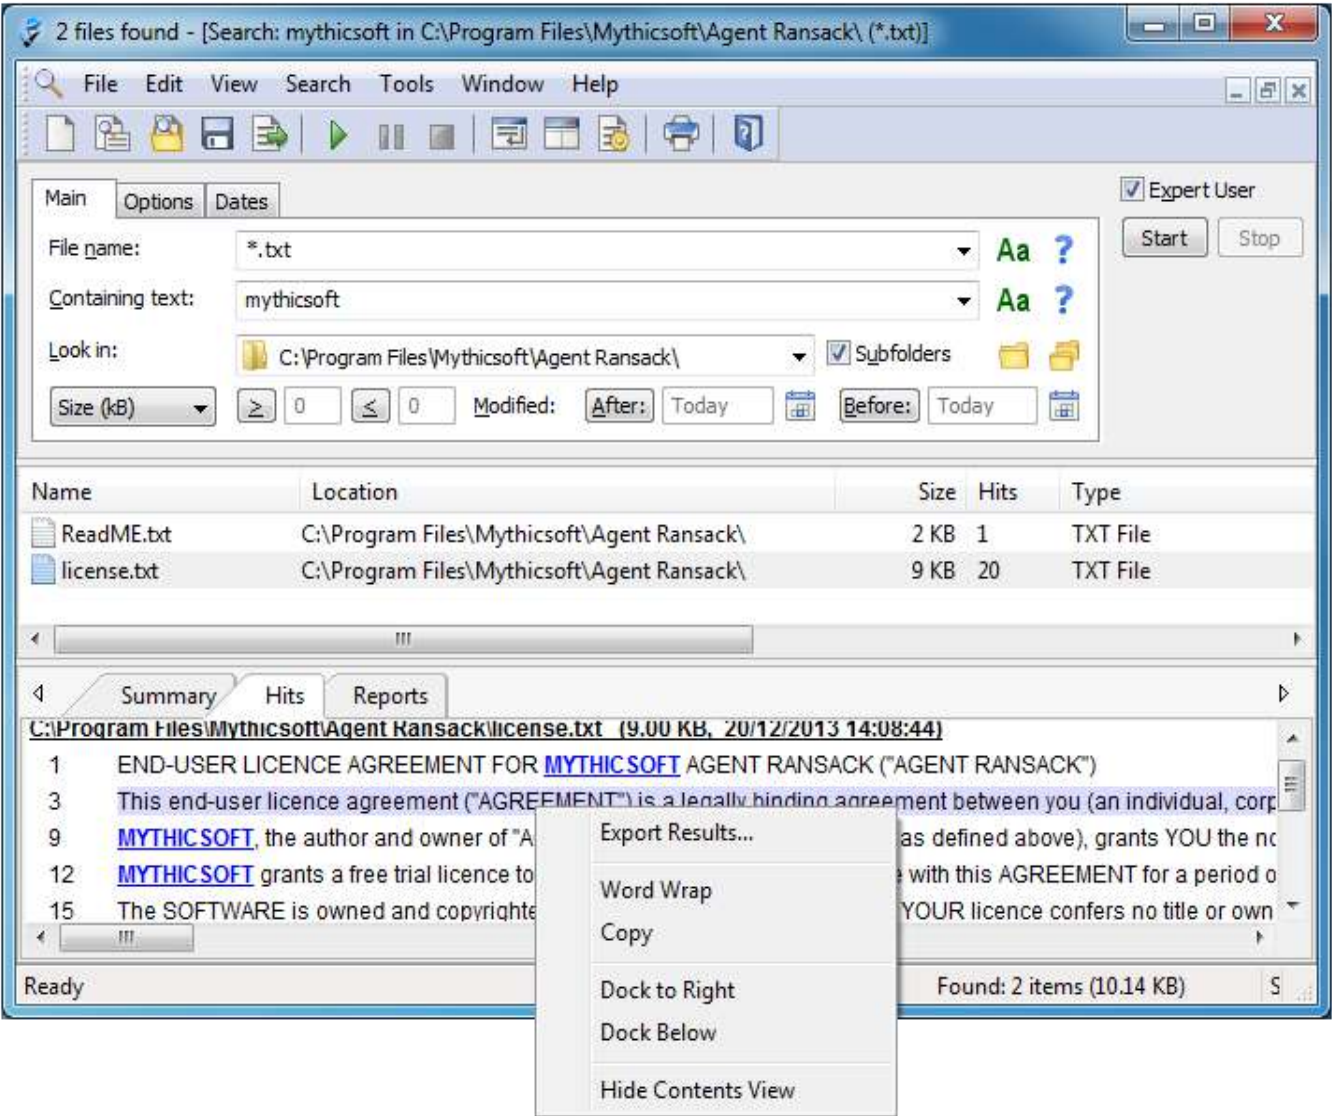 2 files found - [Search: mythicsoft in C:\Program Files\Mythicsoft\Agent Ransack\ (*.txt)]
File Edit View Search Tools Window Help
Main Options Dates
Expert User
File name: *.txt Aa ? Start Stop
Containing text: mythicsoft Aa ?
Look in: C:\Program Files\Mythicsoft\Agent Ransack\ Subfolders
Size (kB) ≥ 0 ≤ 0 Modified: After: Today Before: Today
Name Location Size Hits Type
ReadME.txt C:\Program Files\Mythicsoft\Agent Ransack\ 2 KB 1 TXT File
license.txt C:\Program Files\Mythicsoft\Agent Ransack\ 9 KB 20 TXT File
Summary Hits Reports
C:\Program Files\Mythicsoft\Agent Ransack\license.txt (9.00 KB, 20/12/2013 14:08:44)
1 END-USER LICENCE AGREEMENT FOR MYTHICSOFT AGENT RANSACK ("AGENT RANSACK")
3 This end-user licence agreement ("AGREEMENT") is a legally binding agreement between you (an individual, corp
9 MYTHICSOFT, the author and owner of "A as defined above), grants YOU the no
12 MYTHICSOFT grants a free trial licence to with this AGREEMENT for a period o
15 The SOFTWARE is owned and copyrighte YOUR licence confers no title or own
Ready Found: 2 items (10.14 KB) S
Export Results...
Word Wrap
Copy
Dock to Right
Dock Below
Hide Contents View